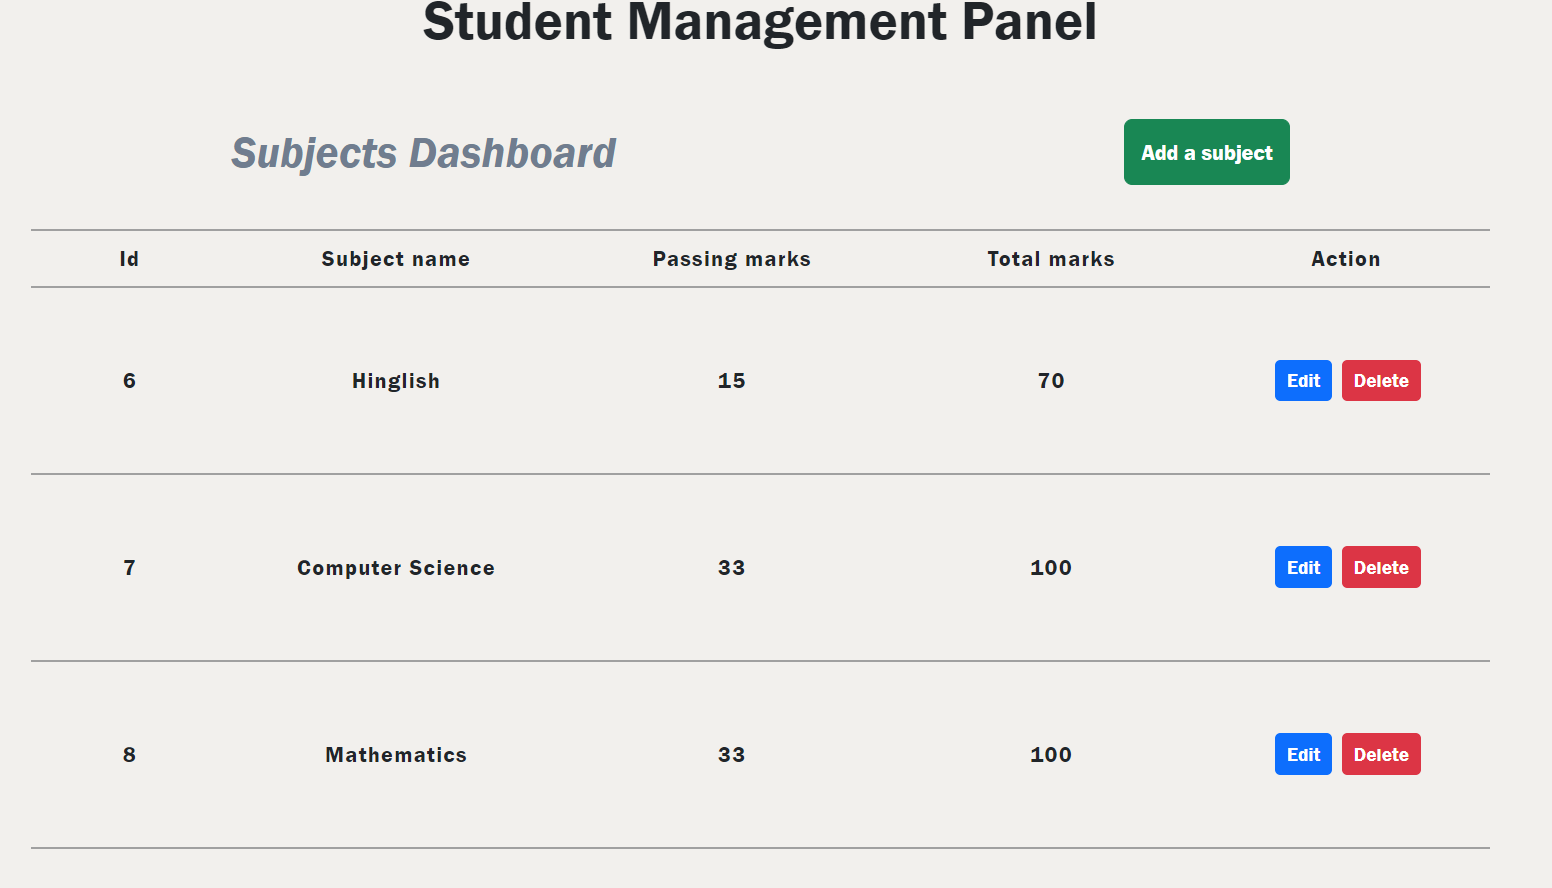 Student Management Panel
Subjects Dashboard
Add a subject
Id Subject name Passing marks Total marks Action
6 Hinglish 15 70 Edit Delete
7 Computer Science 33 100 Edit Delete
8 Mathematics 33 100 Edit Delete